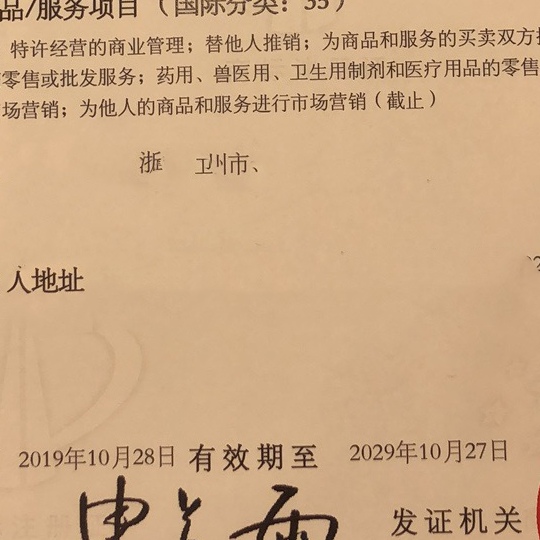 品/服务项目（国际分类：35）
特许经营的商业管理；替他人推销；为商品和服务的买卖双方
零售或批发服务；药用、兽医用、卫生用制剂和医疗用品的零售
场营销；为他人的商品和服务进行市场营销（截止）
州市、
人地址
2019年10月28日 有效期至 2029年10月27日
发证机关